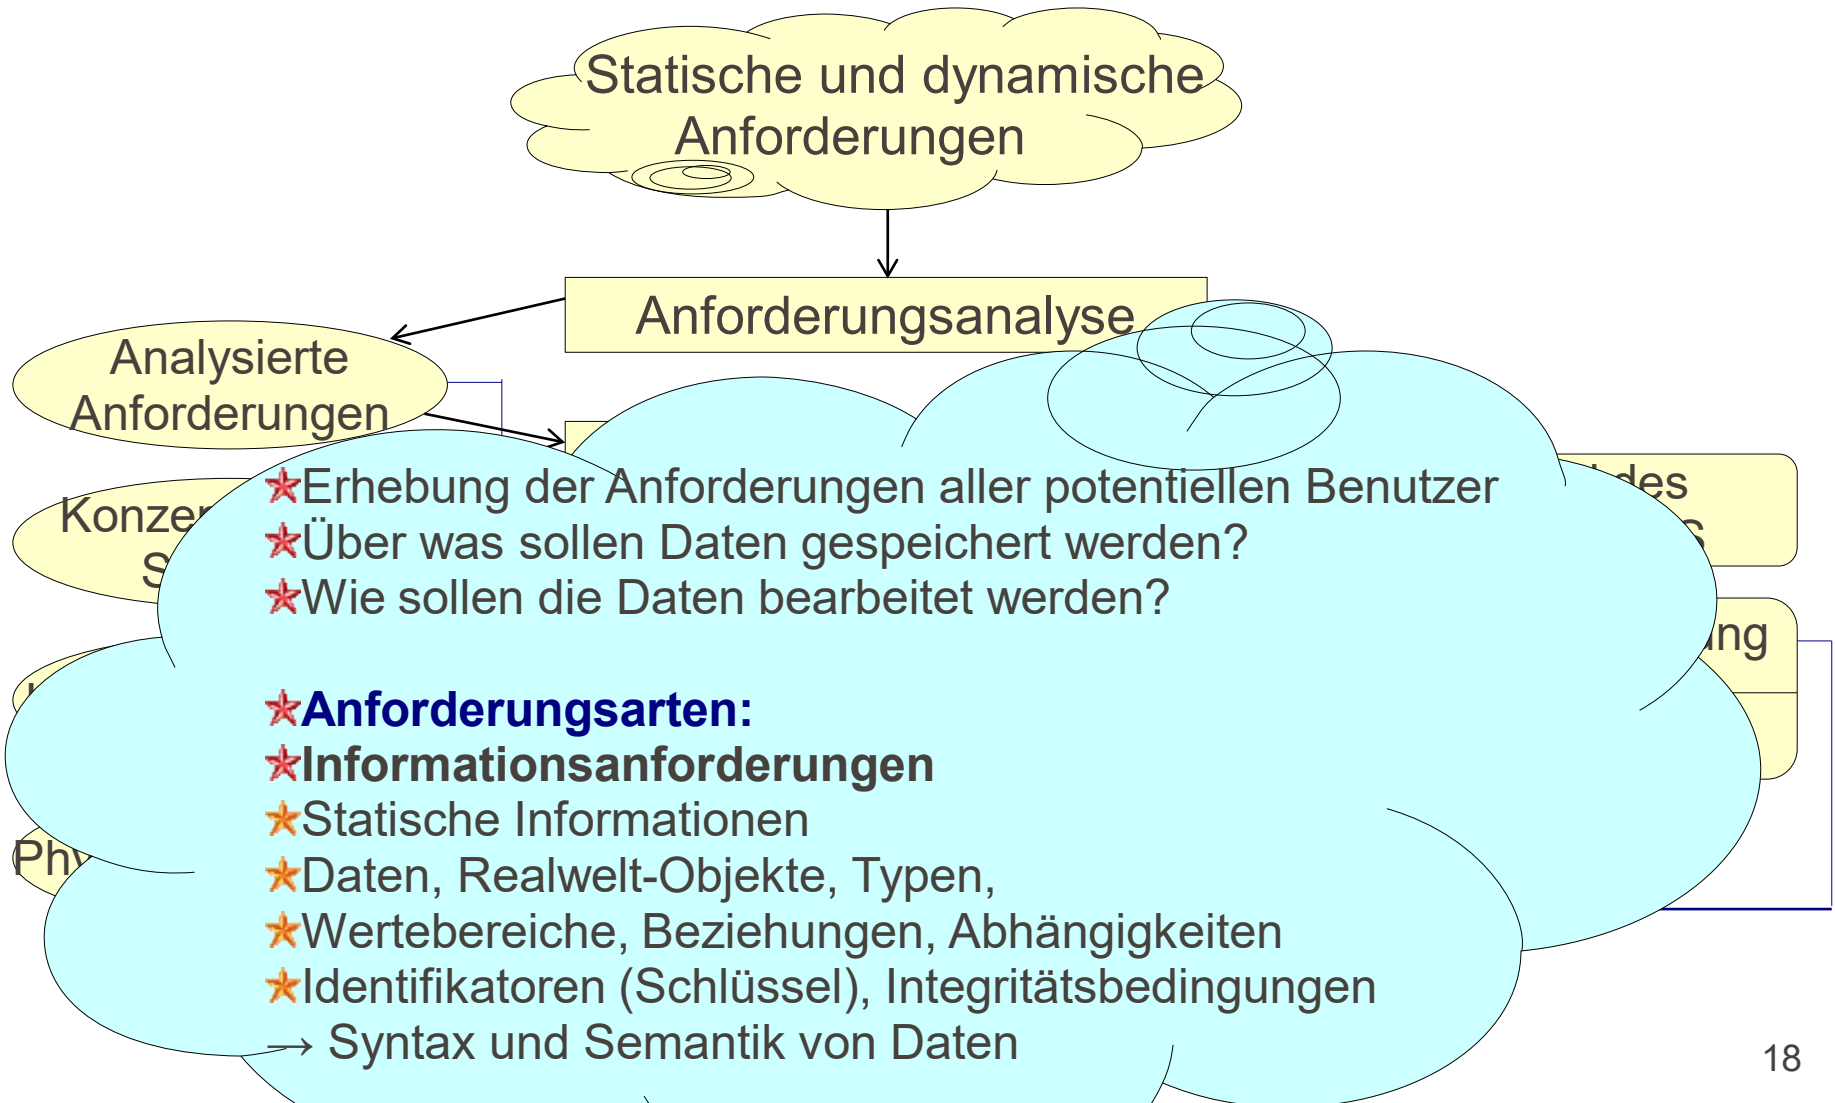 Statische und dynamische
Anforderungen
Anforderungsanalyse
Analysierte
Anforderungen
Erhebung der Anforderungen aller potentiellen Benutzer
Über was sollen Daten gespeichert werden?
Wie sollen die Daten bearbeitet werden?
Anforderungsarten:
Informationsanforderungen
Statische Informationen
Daten, Realwelt-Objekte, Typen,
Wertebereiche, Beziehungen, Abhängigkeiten
Identifikatoren (Schlüssel), Integritätsbedingungen
→ Syntax und Semantik von Daten
des
18